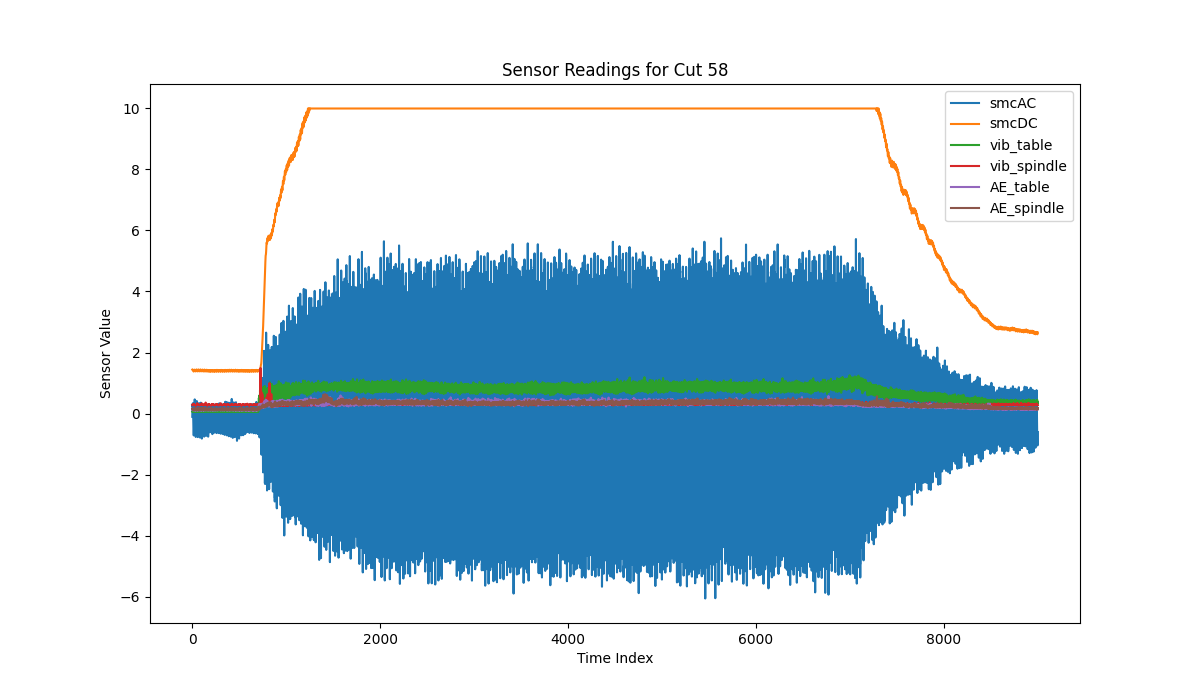 Sensor Readings for Cut 58
Sensor Value
10
8
6
4
2
0
−2
−4
−6
smcAC
smcDC
vib_table
vib_spindle
AE_table
AE_spindle
0 2000 4000 6000 8000
Time Index